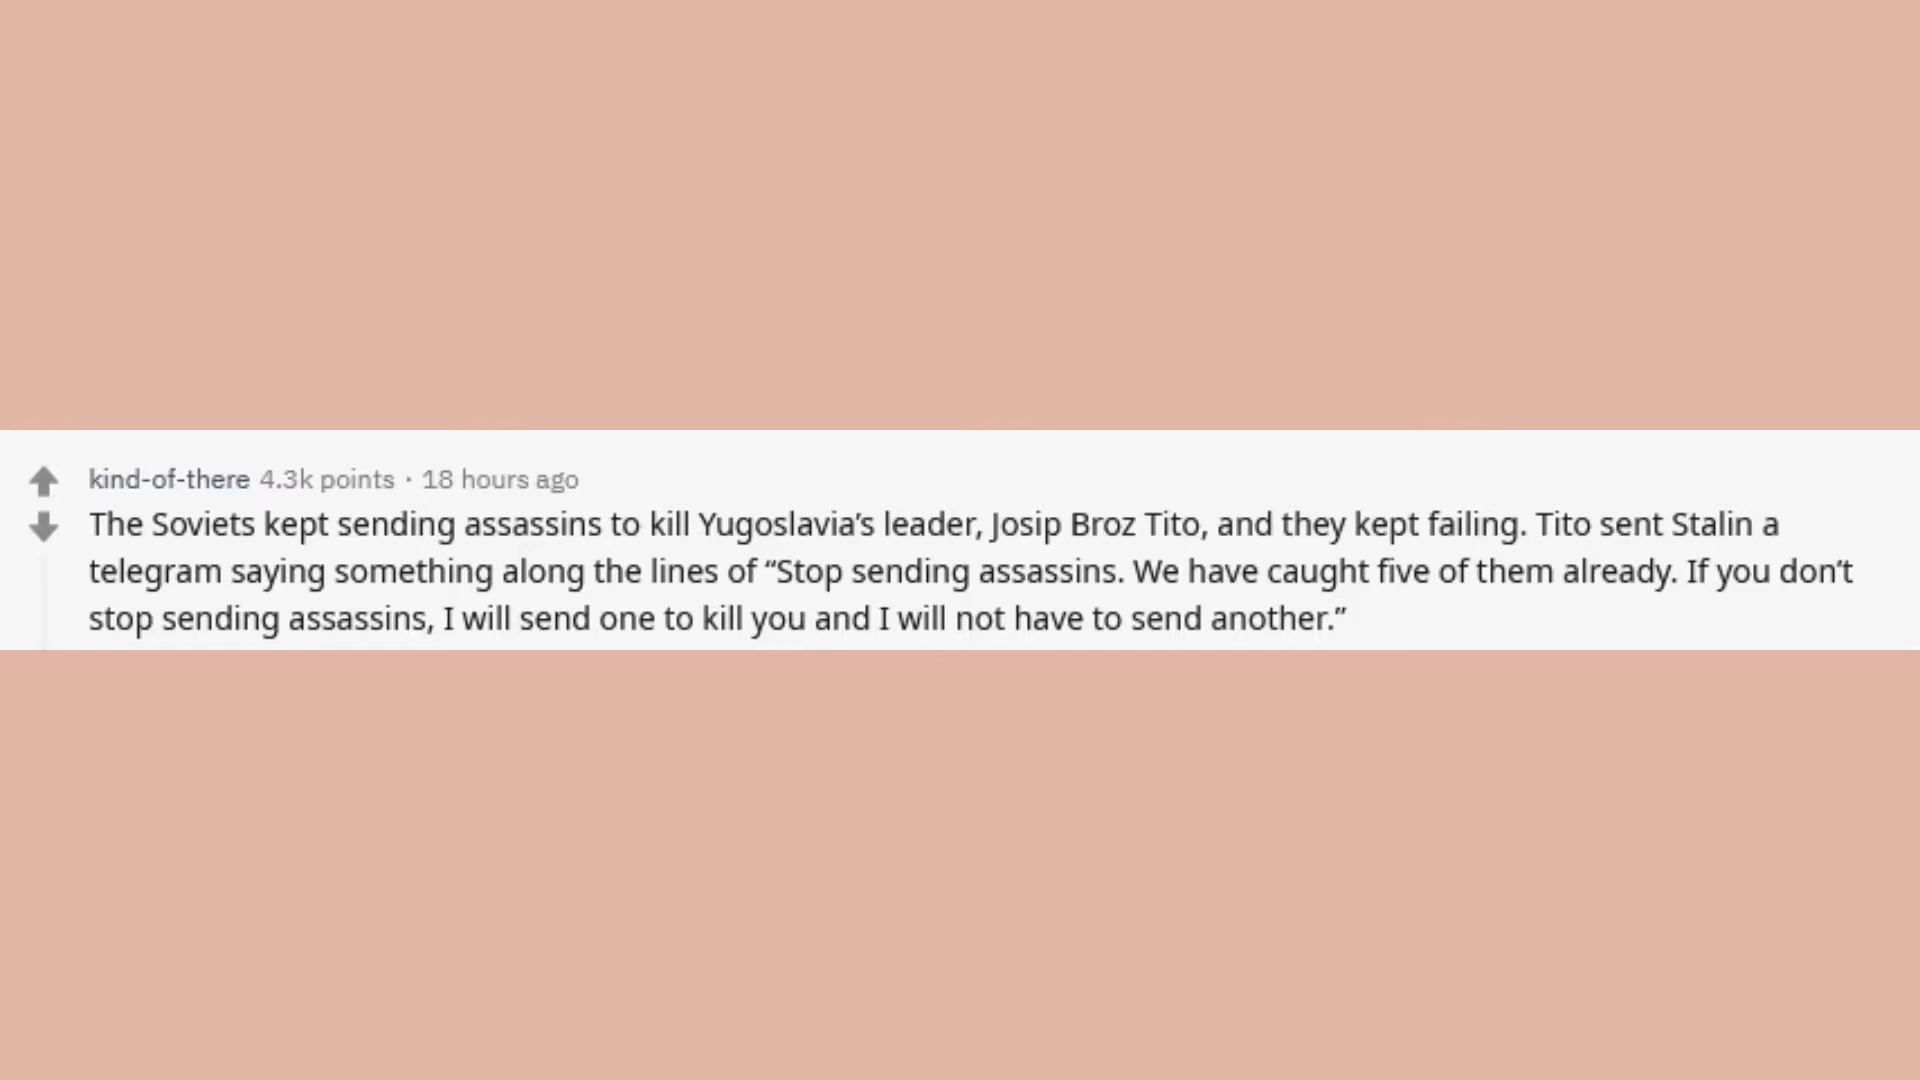 kind-of-there 4.3k points · 18 hours ago
The Soviets kept sending assassins to kill Yugoslavia’s leader, Josip Broz Tito, and they kept failing. Tito sent Stalin a
telegram saying something along the lines of “Stop sending assassins. We have caught five of them already. If you don’t
stop sending assassins, I will send one to kill you and I will not have to send another.”